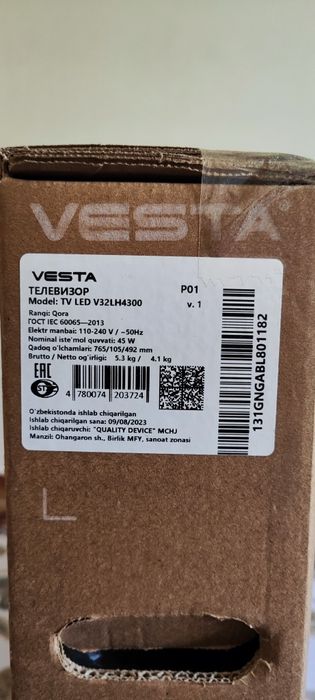 VESTA
VESTA
P01
ТЕЛЕВИЗОР
Model: TV LED V32LH4300
v. 1
Rangi: Qora
ГОСТ IEC 60065—2013
Elektr manbai: 110-240 V / ~50Hz
Nominal iste'mol quvvati: 45 W
Qadoq o'lchamlari: 765/105/492 mm
Brutto / Netto og'irligi: 5.3 kg / 4.1 kg
EAC
4 780074 203724
O'zbekistonda ishlab chiqarilgan
Ishlab chiqarilgan sana: 09/08/2023
Ishlab chiqaruvchi: "QUALITY DEVICE" MCHJ
Manzil: Ohangaron sh., Birlik MFY, sanoat zonasi
131GNGABL801182